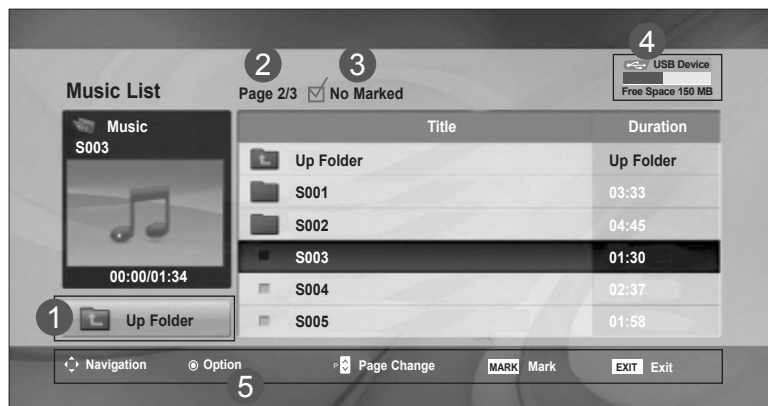 2 3 4
USB Device
Music List Page 2/3 No Marked Free Space 150 MB
Music Title Duration
S003
Up Folder Up Folder
S001 03:33
S002 04:45
S003 01:30
00:00/01:34
S004 02:37
1 Up Folder S005 01:58
Navigation Option P Page Change MARK Mark EXIT Exit
5